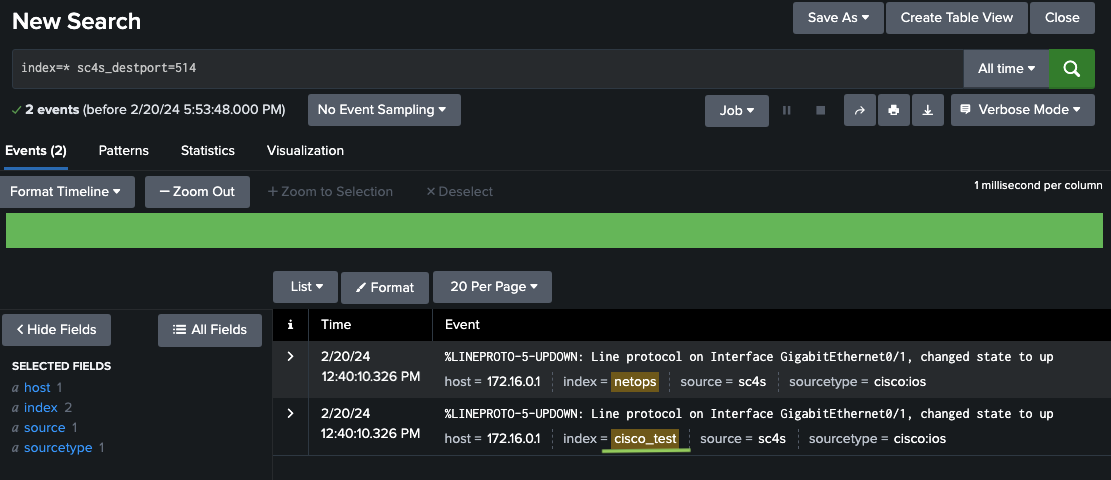 New Search
Save As
Create Table View
Close
index=* sc4s_destport=514
All time
✓ 2 events (before 2/20/24 5:53:48.000 PM)
No Event Sampling
Job
Verbose Mode
Events (2)
Patterns
Statistics
Visualization
Format Timeline
— Zoom Out
+ Zoom to Selection
× Deselect
1 millisecond per column
List
Format
20 Per Page
< Hide Fields
All Fields
i
Time
Event
SELECTED FIELDS
a host 1
a index 2
a source 1
a sourcetype 1
>
2/20/24
12:40:10.326 PM
%LINEPROTO-5-UPDOWN: Line protocol on Interface GigabitEthernet0/1, changed state to up
host = 172.16.0.1 index = netops source = sc4s sourcetype = cisco:ios
>
2/20/24
12:40:10.326 PM
%LINEPROTO-5-UPDOWN: Line protocol on Interface GigabitEthernet0/1, changed state to up
host = 172.16.0.1 index = cisco_test source = sc4s sourcetype = cisco:ios